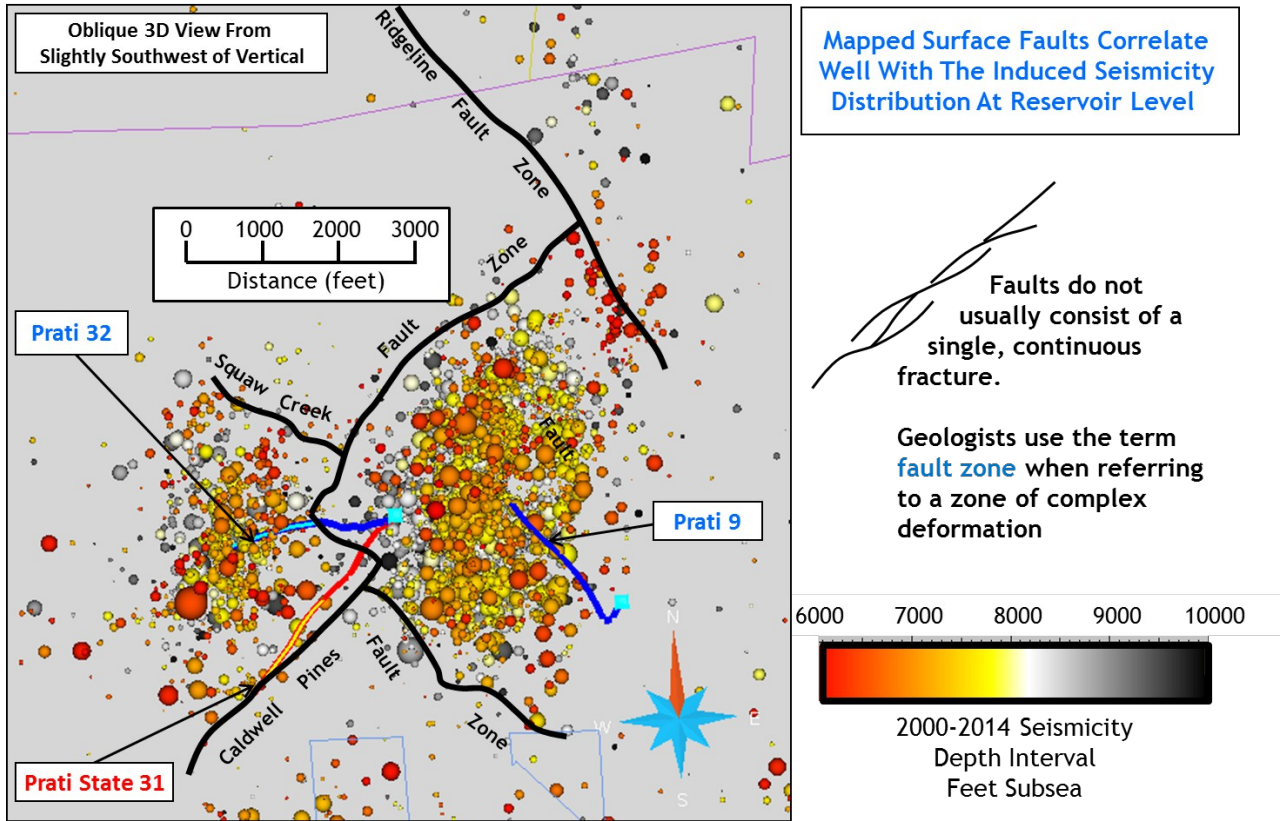 Oblique 3D View From
Slightly Southwest of Vertical
Ridgeline
Fault
Zone
0 1000 2000 3000
Distance (feet)
Zone
Fault
Prati 32
Squaw Creek
Fault
Prati 9
Caldwell
Pines
Fault
Zone
Prati State 31
N
W
E
S
Mapped Surface Faults Correlate
Well With The Induced Seismicity
Distribution At Reservoir Level
Faults do not
usually consist of a
single, continuous
fracture.
Geologists use the term
fault zone when referring
to a zone of complex
deformation
6000 7000 8000 9000 10000
2000-2014 Seismicity
Depth Interval
Feet Subsea